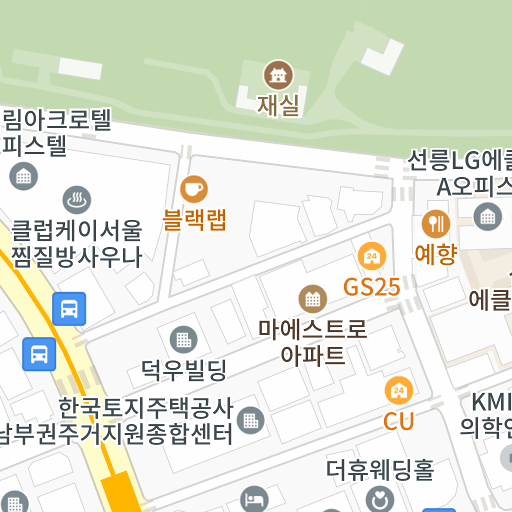 재실
림아크로텔
피스텔
선릉LG에클
A오피스
블랙랩
클럽케이서울
찜질방사우나
예향
GS25
에클
마에스트로
아파트
덕우빌딩
한국토지주택공사
남부권주거지원종합센터
CU
KMI
의학연
더휴웨딩홀